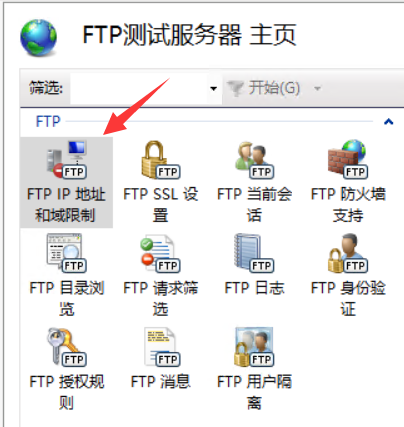 FTP测试服务器 主页
筛选:
开始(G)
FTP
FTP FTP FTP FTP
FTP IP 地址 FTP SSL 设 FTP 当前会 FTP 防火墙
和域限制 置 话 支持
FTP FTP FTP FTP
FTP 目录浏 FTP 请求筛 FTP 日志 FTP 身份验
览 选 证
FTP FTP FTP
FTP 授权规 FTP 消息 FTP 用户隔
则 离